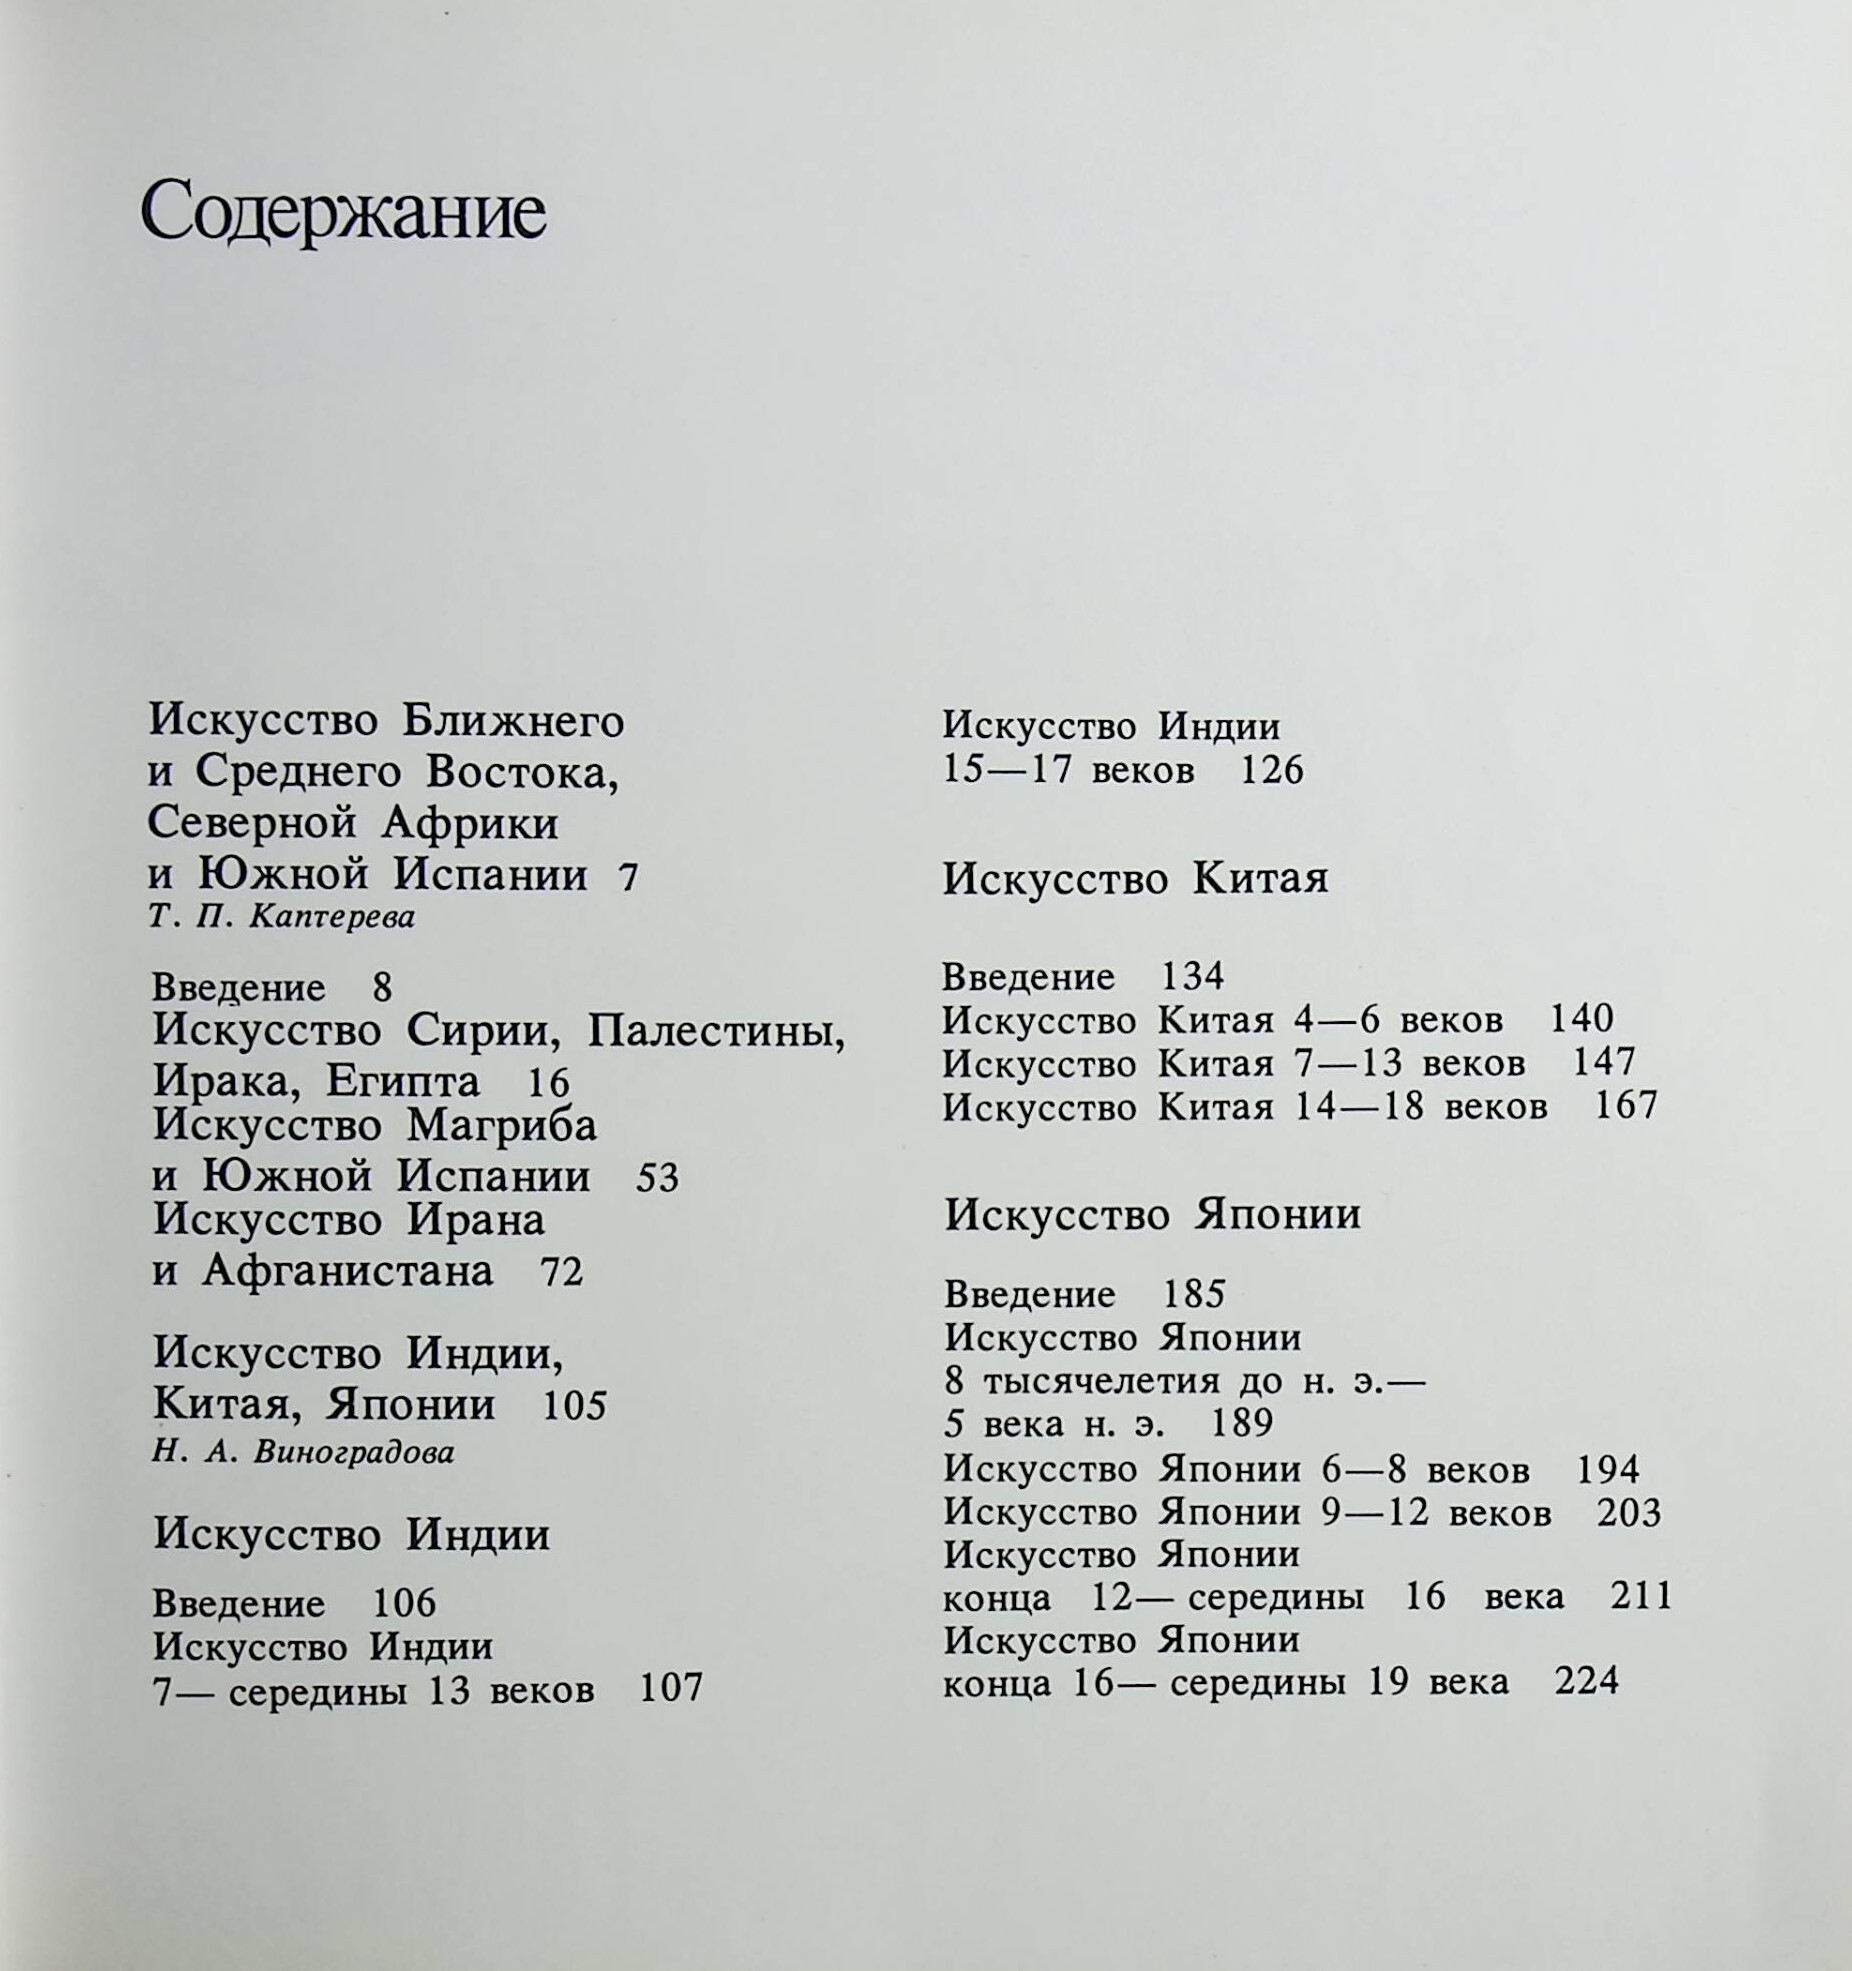 Содержание
Искусство Ближнего
и Среднего Востока,
Северной Африки
и Южной Испании 7
Т. П. Каптерева
Введение 8
Искусство Сирии, Палестины,
Ирака, Египта 16
Искусство Магриба
и Южной Испании 53
Искусство Ирана
и Афганистана 72
Искусство Индии,
Китая, Японии 105
Н. А. Виноградова
Искусство Индии
Введение 106
Искусство Индии
7— середины 13 веков 107
Искусство Индии
15—17 веков 126
Искусство Китая
Введение 134
Искусство Китая 4—6 веков 140
Искусство Китая 7—13 веков 147
Искусство Китая 14—18 веков 167
Искусство Японии
Введение 185
Искусство Японии
8 тысячелетия до н. э.—
5 века н. э. 189
Искусство Японии 6—8 веков 194
Искусство Японии 9—12 веков 203
Искусство Японии
конца 12— середины 16 века 211
Искусство Японии
конца 16— середины 19 века 224